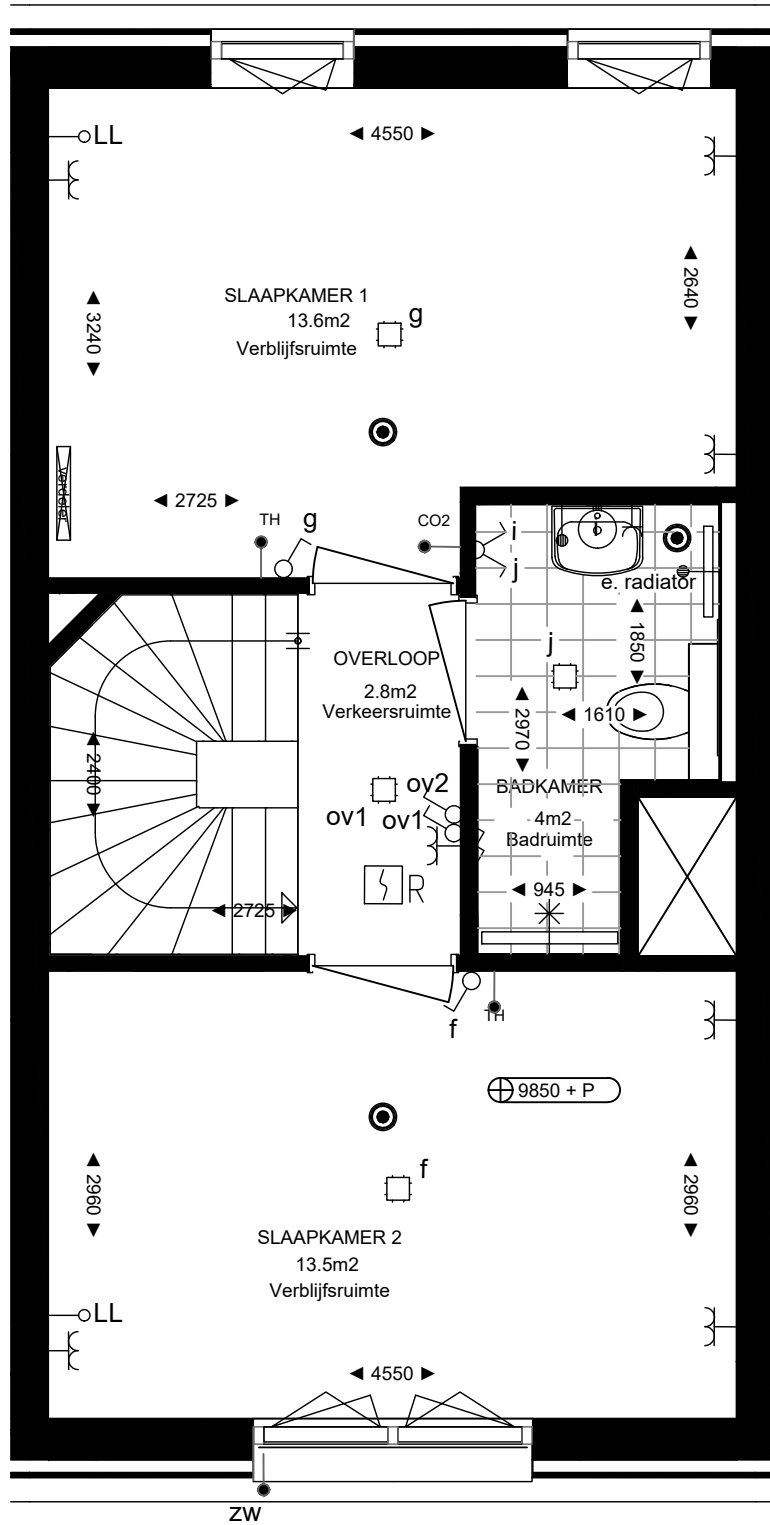 LL
4550
2640
3240
SLAAPKAMER 1
13.6m2
Verblijfsruimte
g
Verdeler
2725
TH
g
CO2
i
j
i
e. radiator
1850
j
OVERLOOP
2.8m2
Verkeersruimte
1610
2970
2400
ov2
ov1
ov1
BADKAMER
4m2
Badruimte
945
2725
R
f
TH
9850 + P
2960
2960
f
SLAAPKAMER 2
13.5m2
Verblijfsruimte
LL
4550
zw